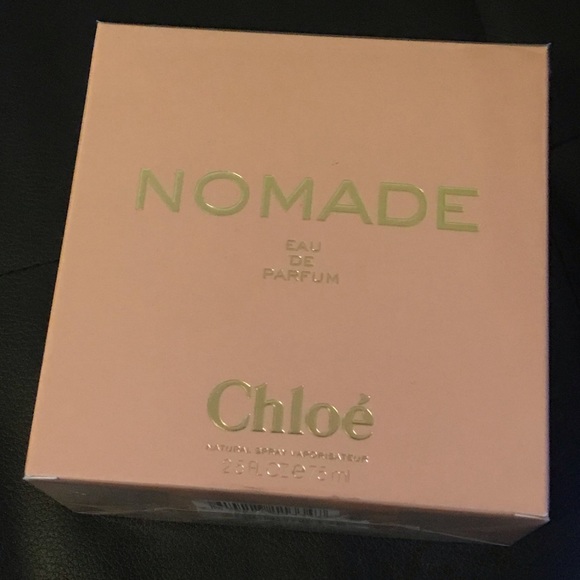 NOMADE
EAU
DE
PARFUM
Chloé
NATURAL SPRAY VAPORISATEUR
2.5 FL.OZ e 75 ml